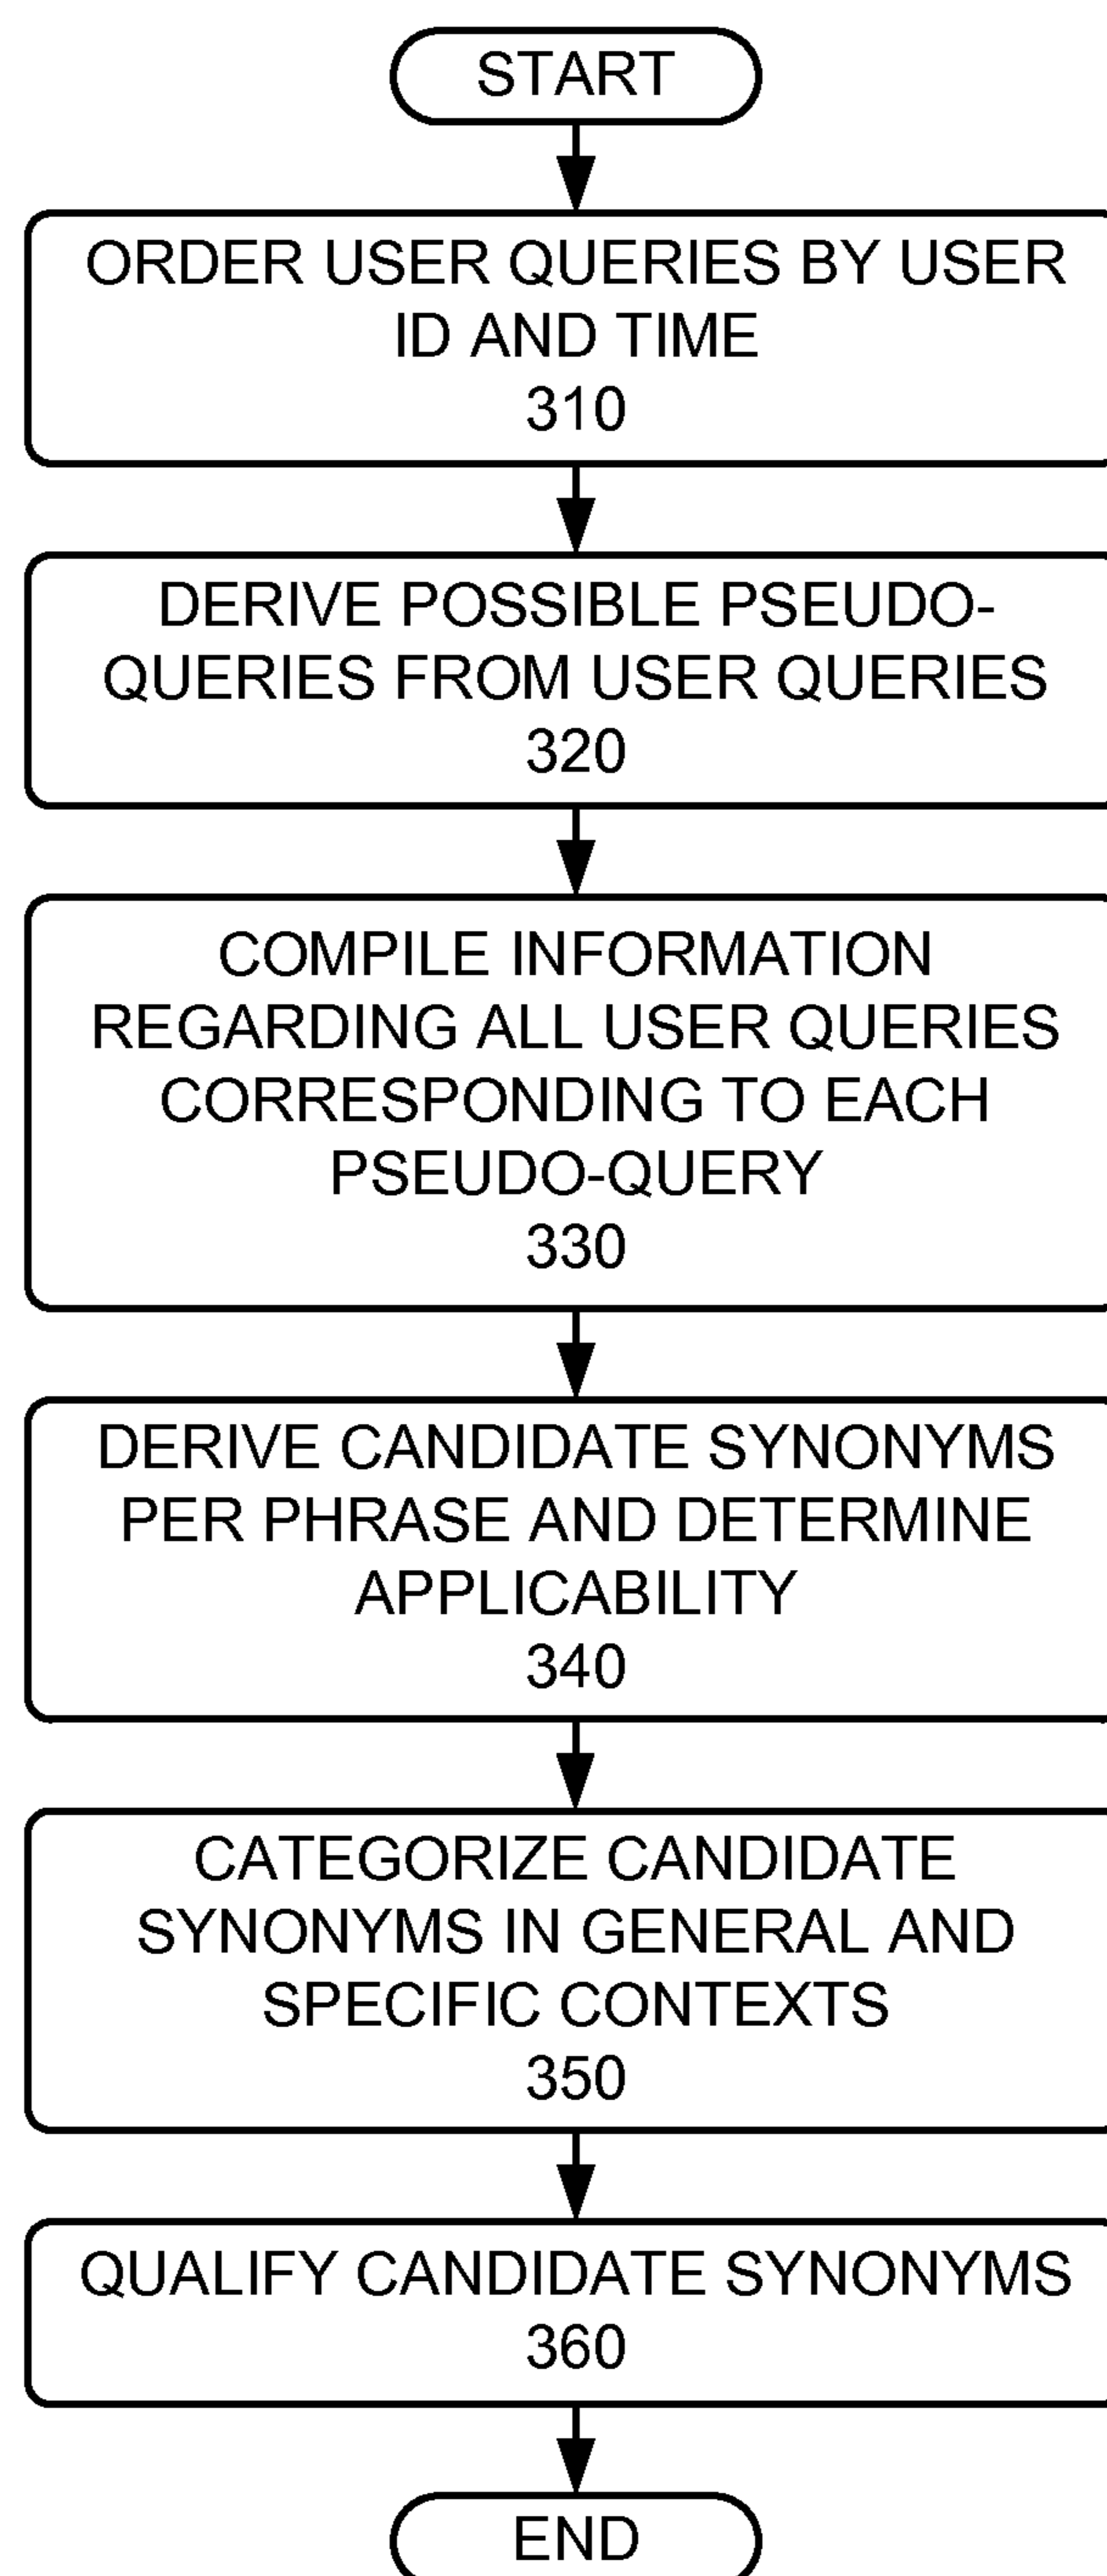 START
ORDER USER QUERIES BY USER
ID AND TIME
310
DERIVE POSSIBLE PSEUDO-
QUERIES FROM USER QUERIES
320
COMPILE INFORMATION
REGARDING ALL USER QUERIES
CORRESPONDING TO EACH
PSEUDO-QUERY
330
DERIVE CANDIDATE SYNONYMS
PER PHRASE AND DETERMINE
APPLICABILITY
340
CATEGORIZE CANDIDATE
SYNONYMS IN GENERAL AND
SPECIFIC CONTEXTS
350
QUALIFY CANDIDATE SYNONYMS
360
END